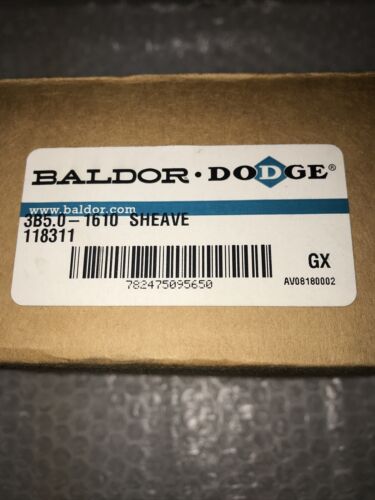 BALDOR · DODGE®
www.baldor.com
3B5.0-1610 SHEAVE
118311
GX
782475095650
AV08180002